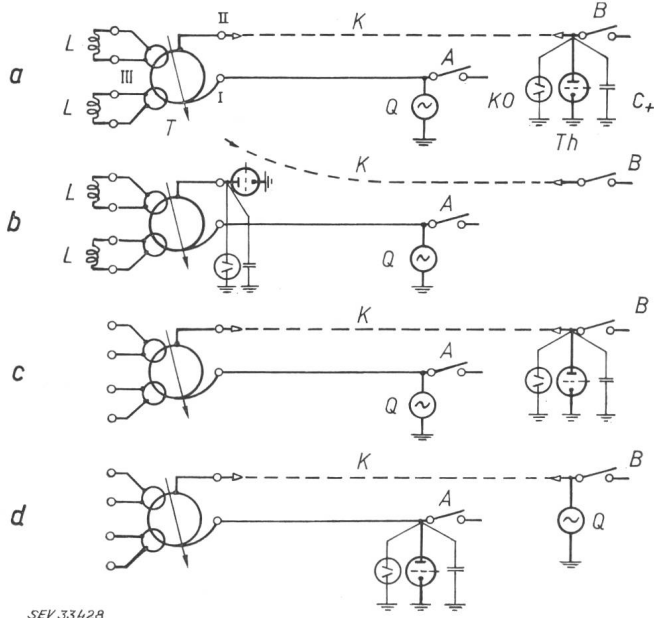 II K B
L III A
a I
L T Q KO C+
Th
L K B
b A
L Q
K B
c A
Q
K B
d A Q
SEV 33428